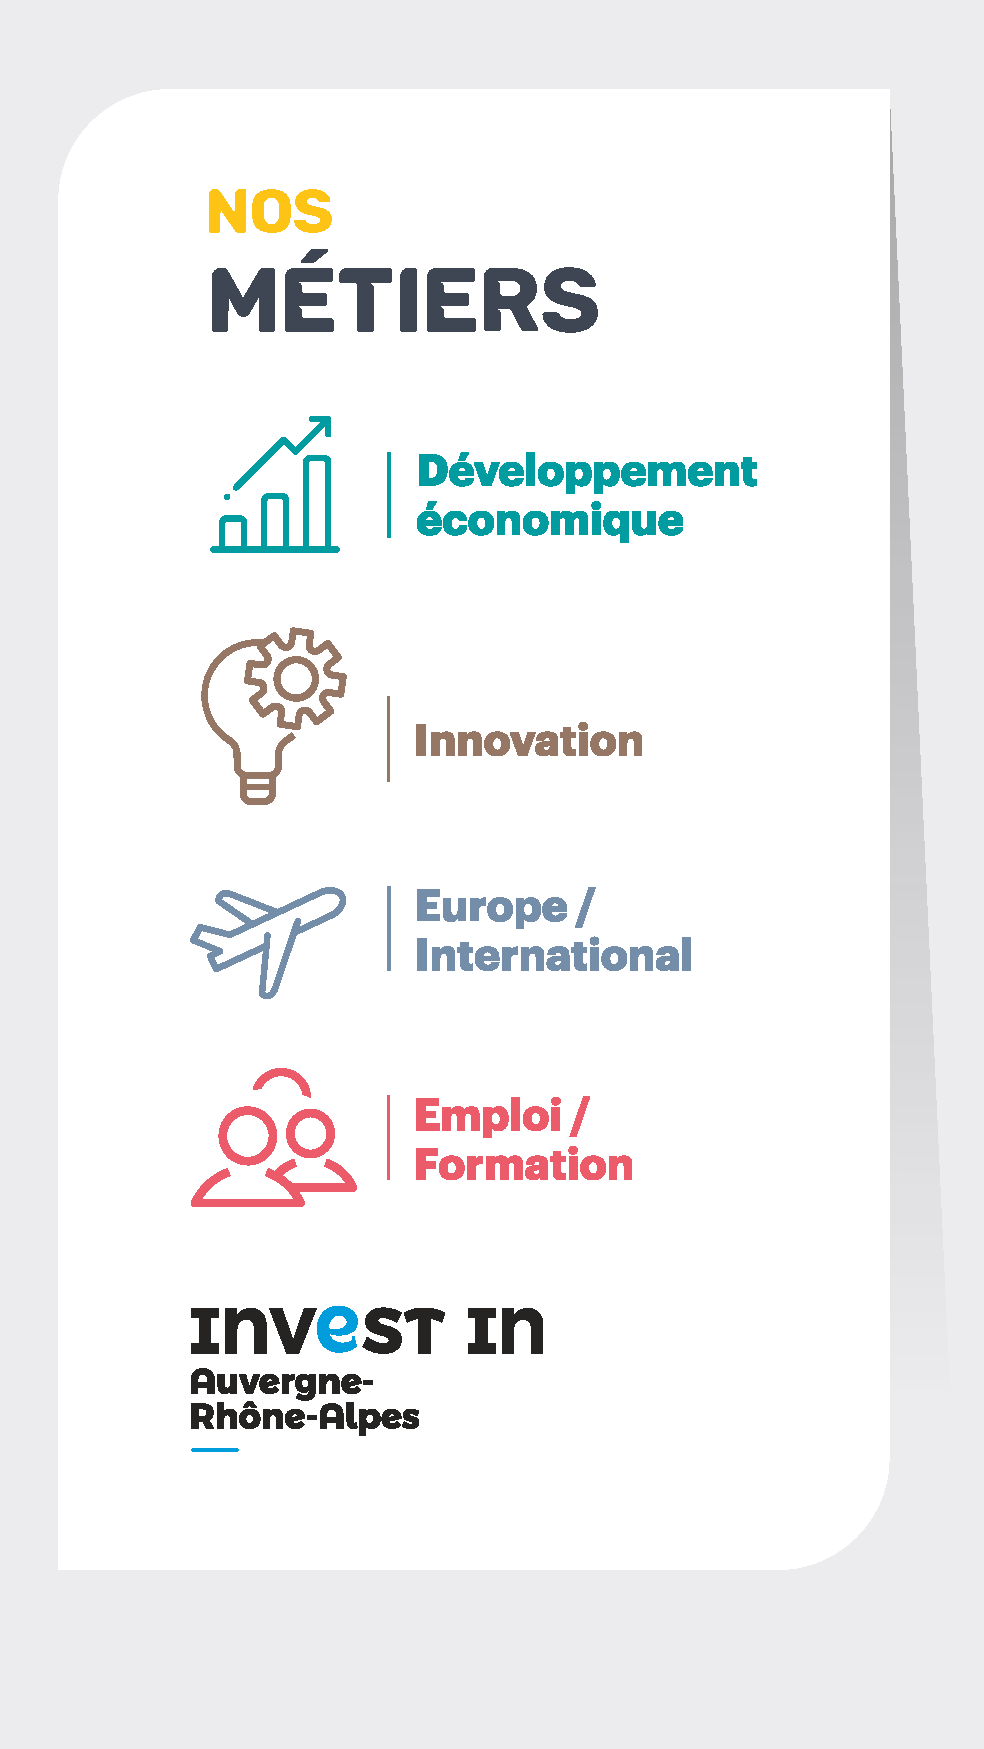 NOS
MÉTIERS
Développement
économique
Innovation
Europe /
International
Emploi /
Formation
INVEST IN
Auvergne-
Rhône-Alpes